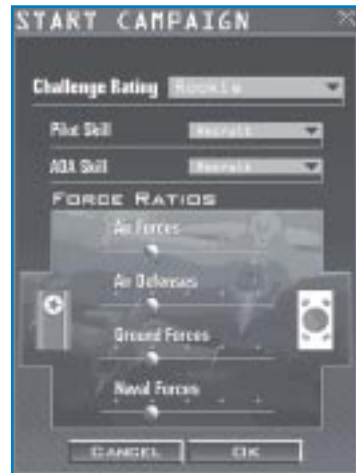 START CAMPAIGN
Challenge Rating Rookie
Pilot Skill Recruit
ADA Skill Recruit
FORCE RATIOS
Air Forces
Air Defenses
Ground Forces
Naval Forces
CANCEL OK